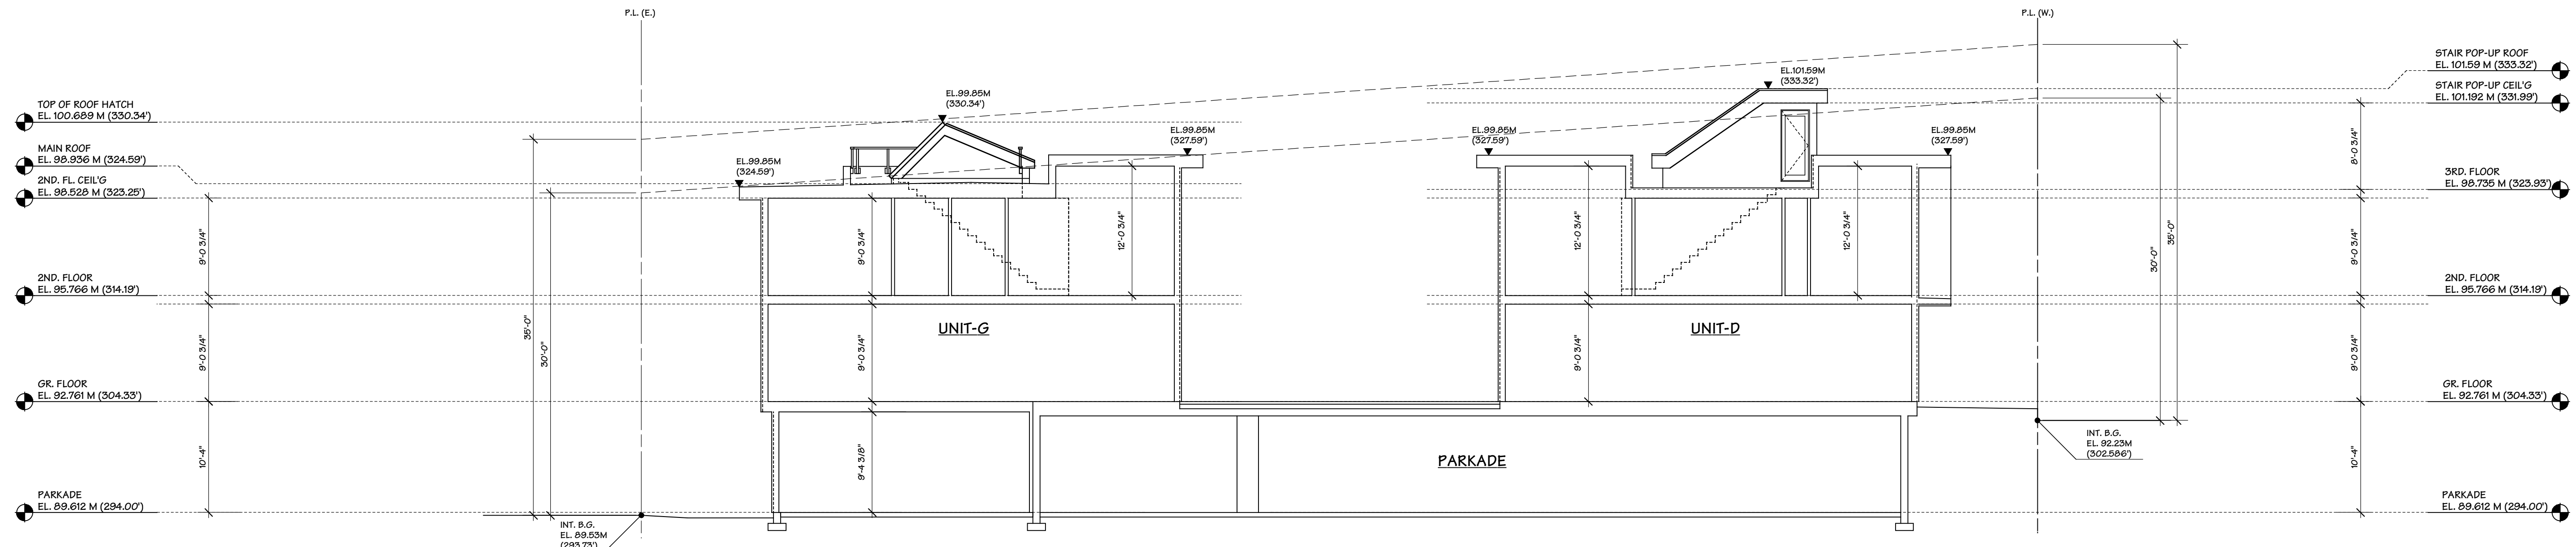 P.L. (E.)
P.L. (W.)
TOP OF ROOF HATCH
EL. 100.689 M (330.34')
MAIN ROOF
EL. 98.936 M (324.59')
2ND. FL. CEIL'G
EL. 98.528 M (323.25')
2ND. FLOOR
EL. 95.766 M (314.19')
GR. FLOOR
EL. 92.761 M (304.33')
PARKADE
EL. 89.612 M (294.00')
9'-0 3/4"
9'-0 3/4"
10'-4"
35'-0"
30'-0"
INT. B.G.
EL. 89.53M
(293.73')
EL.99.85M
(324.59')
EL.99.85M
(330.34')
EL.99.85M
(327.59')
9'-0 3/4"
12'-0 3/4"
UNIT-G
9'-0 3/4"
9'-4 3/8"
EL.99.85M
(327.59')
EL.101.59M
(333.32')
EL.99.85M
(327.59')
12'-0 3/4"
12'-0 3/4"
UNIT-D
9'-0 3/4"
PARKADE
INT. B.G.
EL. 92.23M
(302.586')
30'-0"
35'-0"
8'-0 3/4"
9'-0 3/4"
9'-0 3/4"
10'-4"
STAIR POP-UP ROOF
EL. 101.59 M (333.32')
STAIR POP-UP CEIL'G
EL. 101.192 M (331.99')
3RD. FLOOR
EL. 98.735 M (323.93')
2ND. FLOOR
EL. 95.766 M (314.19')
GR. FLOOR
EL. 92.761 M (304.33')
PARKADE
EL. 89.612 M (294.00')